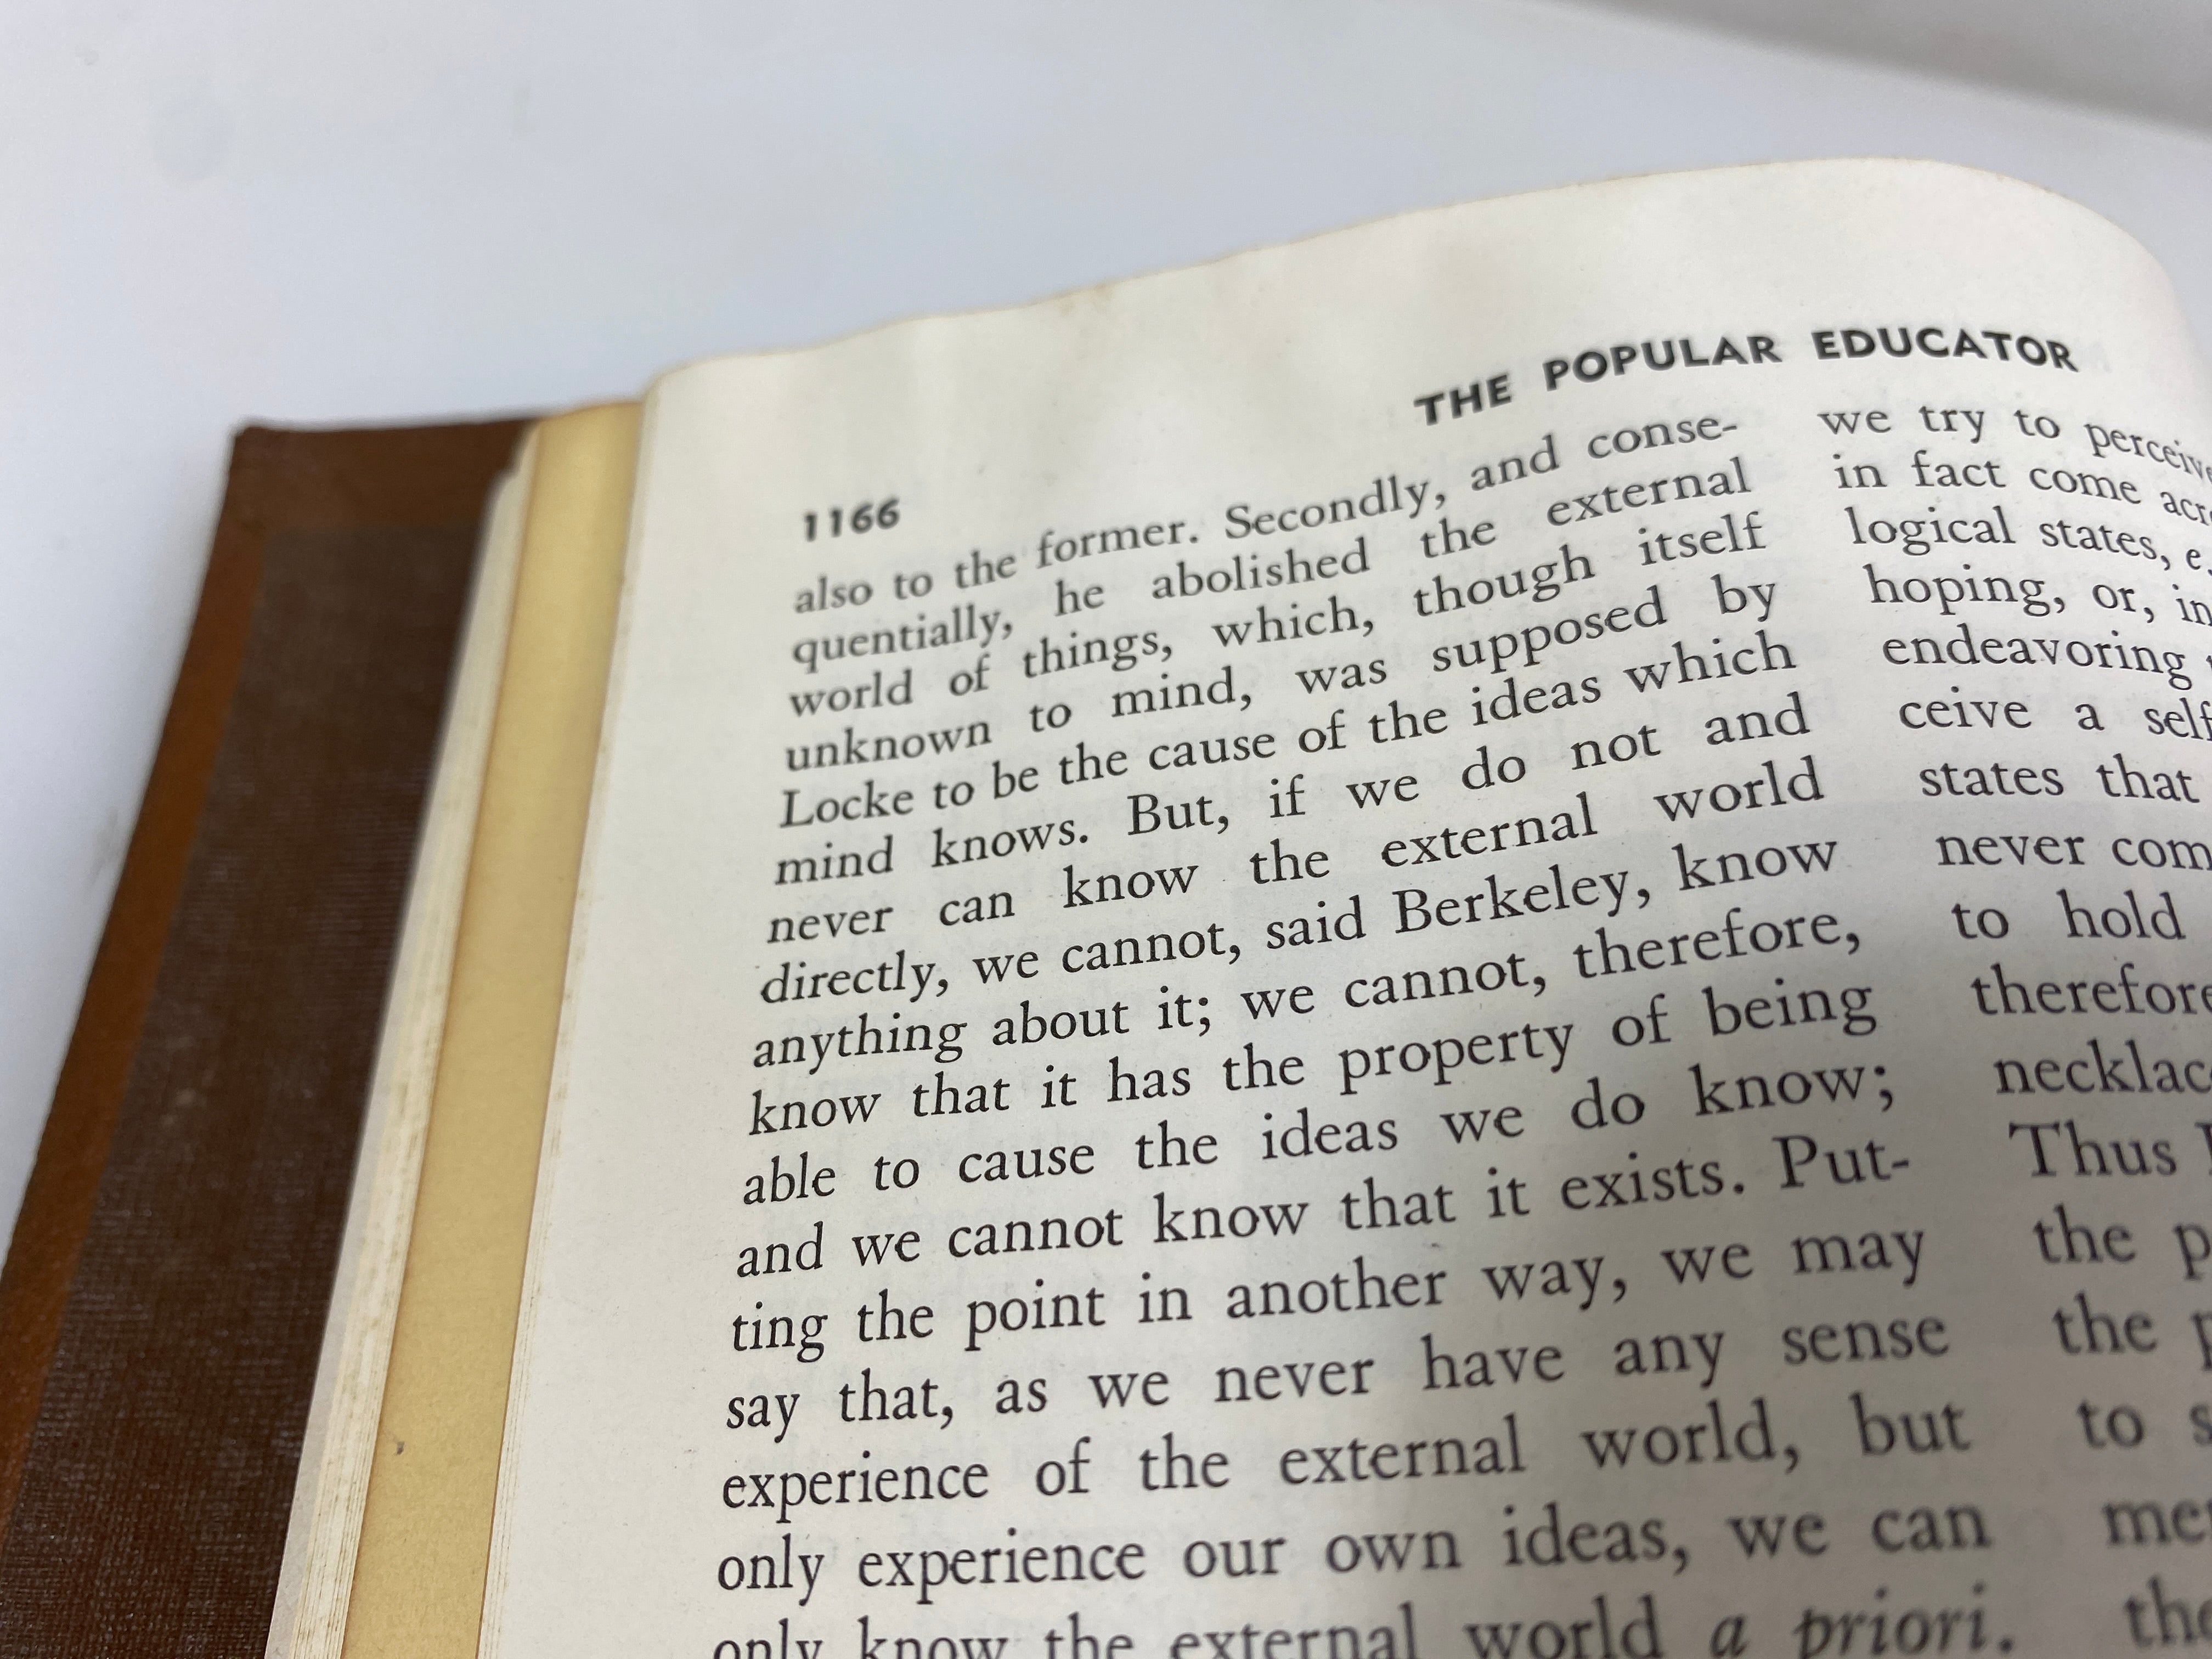 1166
THE POPULAR EDUCATOR
also to the former. Secondly, and conse-
quentially, he abolished the external
world of things, which, though itself
unknown to mind, was supposed by
Locke to be the cause of the ideas which
mind knows. But, if we do not and
never can know the external world
directly, we cannot, said Berkeley, know
anything about it; we cannot, therefore,
know that it has the property of being
able to cause the ideas we do know;
and we cannot know that it exists. Put-
ting the point in another way, we may
say that, as we never have any sense
experience of the external world, but
only experience our own ideas, we can
only know the external world a priori.
we try to
in fact come
logical states,
hoping, or,
endeavoring
ceive a
states that
never
to hold
Thus
the
the
to